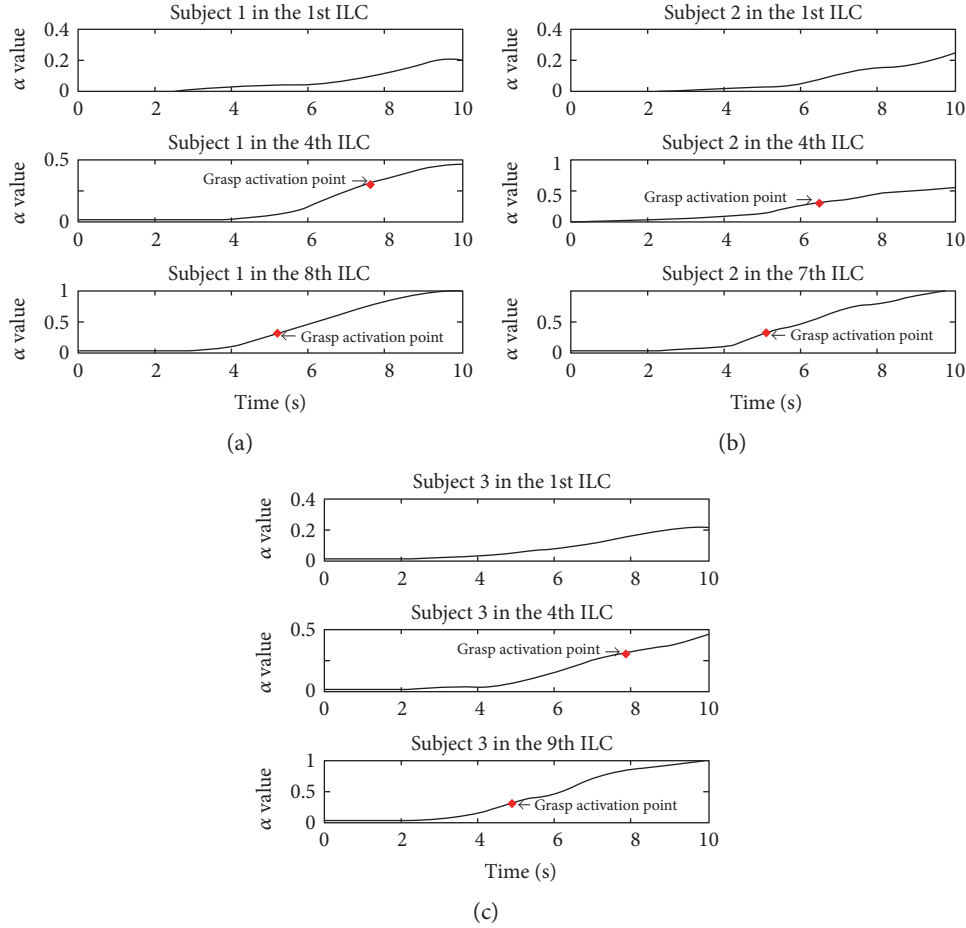 Subject 1 in the 1st ILC
0.4
0.2
0
α value
0 2 4 6 8 10
Subject 1 in the 4th ILC
0.5
0
α value
Grasp activation point
0 2 4 6 8 10
Subject 1 in the 8th ILC
1
0.5
0
α value
Grasp activation point
0 2 4 6 8 10
Time (s)
(a)
Subject 2 in the 1st ILC
0.4
0.2
0
α value
0 2 4 6 8 10
Subject 2 in the 4th ILC
1
0.5
0
α value
Grasp activation point
0 2 4 6 8 10
Subject 2 in the 7th ILC
1
0.5
0
α value
Grasp activation point
0 2 4 6 8 10
Time (s)
(b)
Subject 3 in the 1st ILC
0.4
0.2
0
α value
0 2 4 6 8 10
Subject 3 in the 4th ILC
0.5
0
α value
Grasp activation point
0 2 4 6 8 10
Subject 3 in the 9th ILC
1
0.5
0
α value
Grasp activation point
0 2 4 6 8 10
Time (s)
(c)